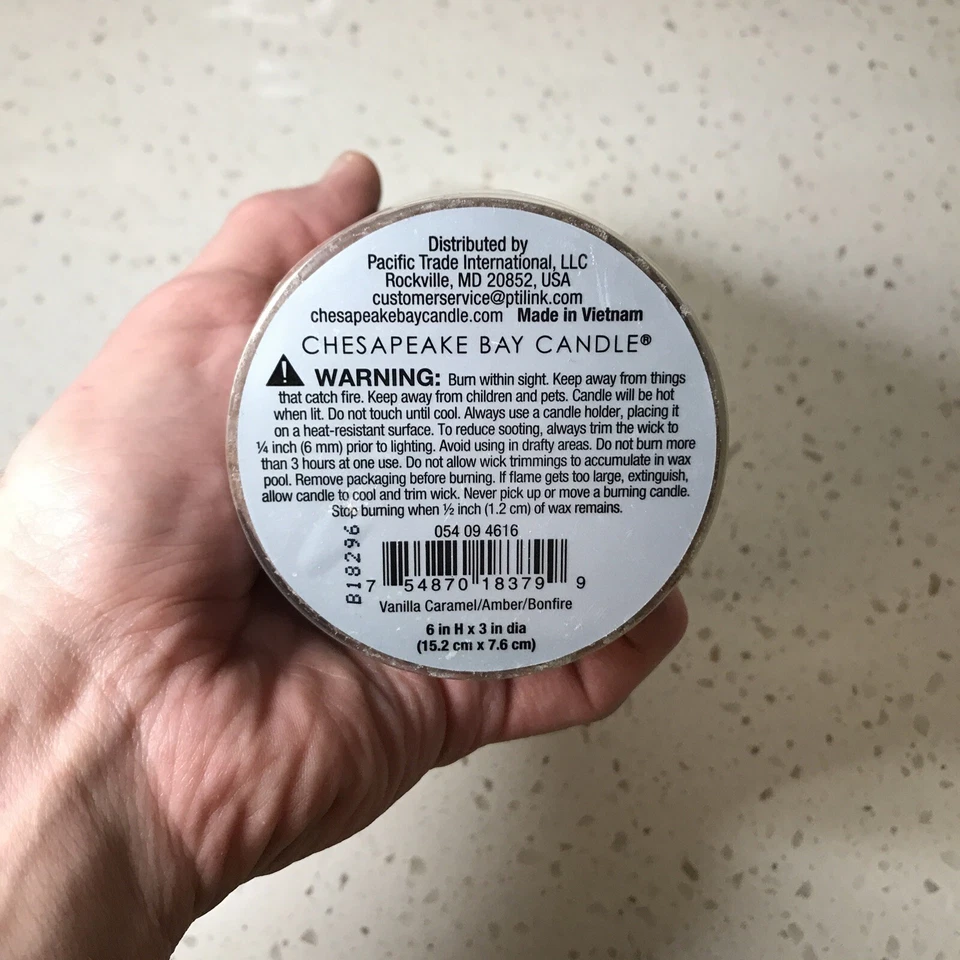 Distributed by
Pacific Trade International, LLC
Rockville, MD 20852, USA
customerservice@ptilink.com
chesapeakebaycandle.com Made in Vietnam
CHESAPEAKE BAY CANDLE®
WARNING: Burn within sight. Keep away from things
that catch fire. Keep away from children and pets. Candle will be hot
when lit. Do not touch until cool. Always use a candle holder, placing it
on a heat-resistant surface. To reduce sooting, always trim the wick to
¼ inch (6 mm) prior to lighting. Avoid using in drafty areas. Do not burn more
than 3 hours at one use. Do not allow wick trimmings to accumulate in wax
pool. Remove packaging before burning. If flame gets too large, extinguish,
allow candle to cool and trim wick. Never pick up or move a burning candle.
Stop burning when ½ inch (1.2 cm) of wax remains.
B18296
054 09 4616
7 54870 18379 9
Vanilla Caramel/Amber/Bonfire
6 in H x 3 in dia
(15.2 cm x 7.6 cm)